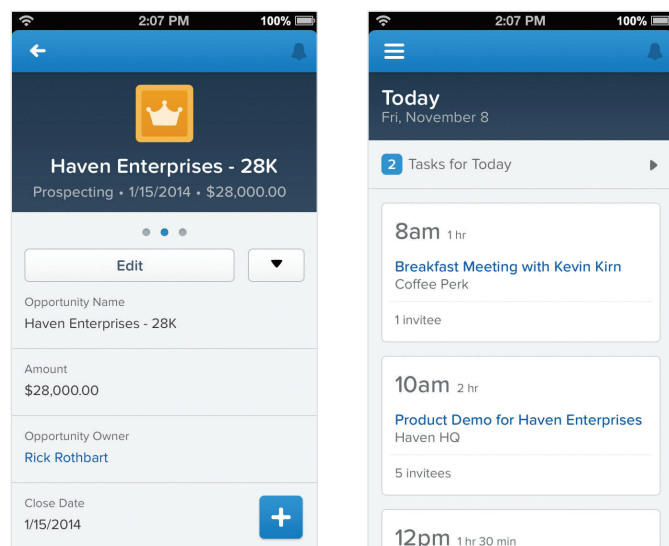 2:07 PM 100%
Haven Enterprises - 28K
Prospecting • 1/15/2014 • $28,000.00
Edit
Opportunity Name
Haven Enterprises - 28K
Amount
$28,000.00
Opportunity Owner
Rick Rothbart
Close Date
1/15/2014
2:07 PM 100%
Today
Fri, November 8
2 Tasks for Today
8am 1 hr
Breakfast Meeting with Kevin Kirn
Coffee Perk
1 invitee
10am 2 hr
Product Demo for Haven Enterprises
Haven HQ
5 invitees
12pm 1 hr 30 min